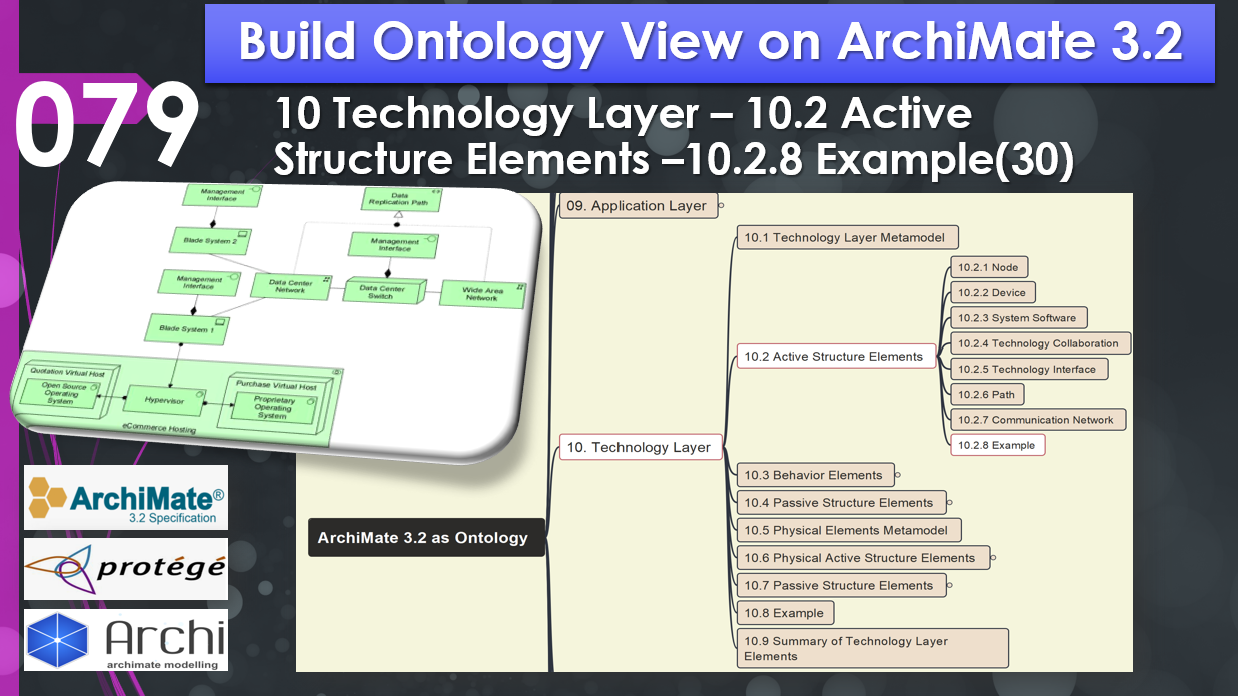 Build Ontology View on ArchiMate 3.2
079
10 Technology Layer – 10.2 Active
Structure Elements –10.2.8 Example(30)
Management
Interface
Data
Replication Path
Blade System 2
Management
Interface
Management
Interface
Data Center
Network
Data Center
Switch
Wide Area
Network
Blade System 1
Quotation Virtual Host
Open Source
Operating
System
Hypervisor
Purchase Virtual Host
Proprietary
Operating
System
eCommerce Hosting
ArchiMate®
3.2 Specification
protégé
Archi
archimate modelling
ArchiMate 3.2 as Ontology
09. Application Layer
10. Technology Layer
10.1 Technology Layer Metamodel
10.2 Active Structure Elements
10.2.1 Node
10.2.2 Device
10.2.3 System Software
10.2.4 Technology Collaboration
10.2.5 Technology Interface
10.2.6 Path
10.2.7 Communication Network
10.2.8 Example
10.3 Behavior Elements
10.4 Passive Structure Elements
10.5 Physical Elements Metamodel
10.6 Physical Active Structure Elements
10.7 Passive Structure Elements
10.8 Example
10.9 Summary of Technology Layer
Elements